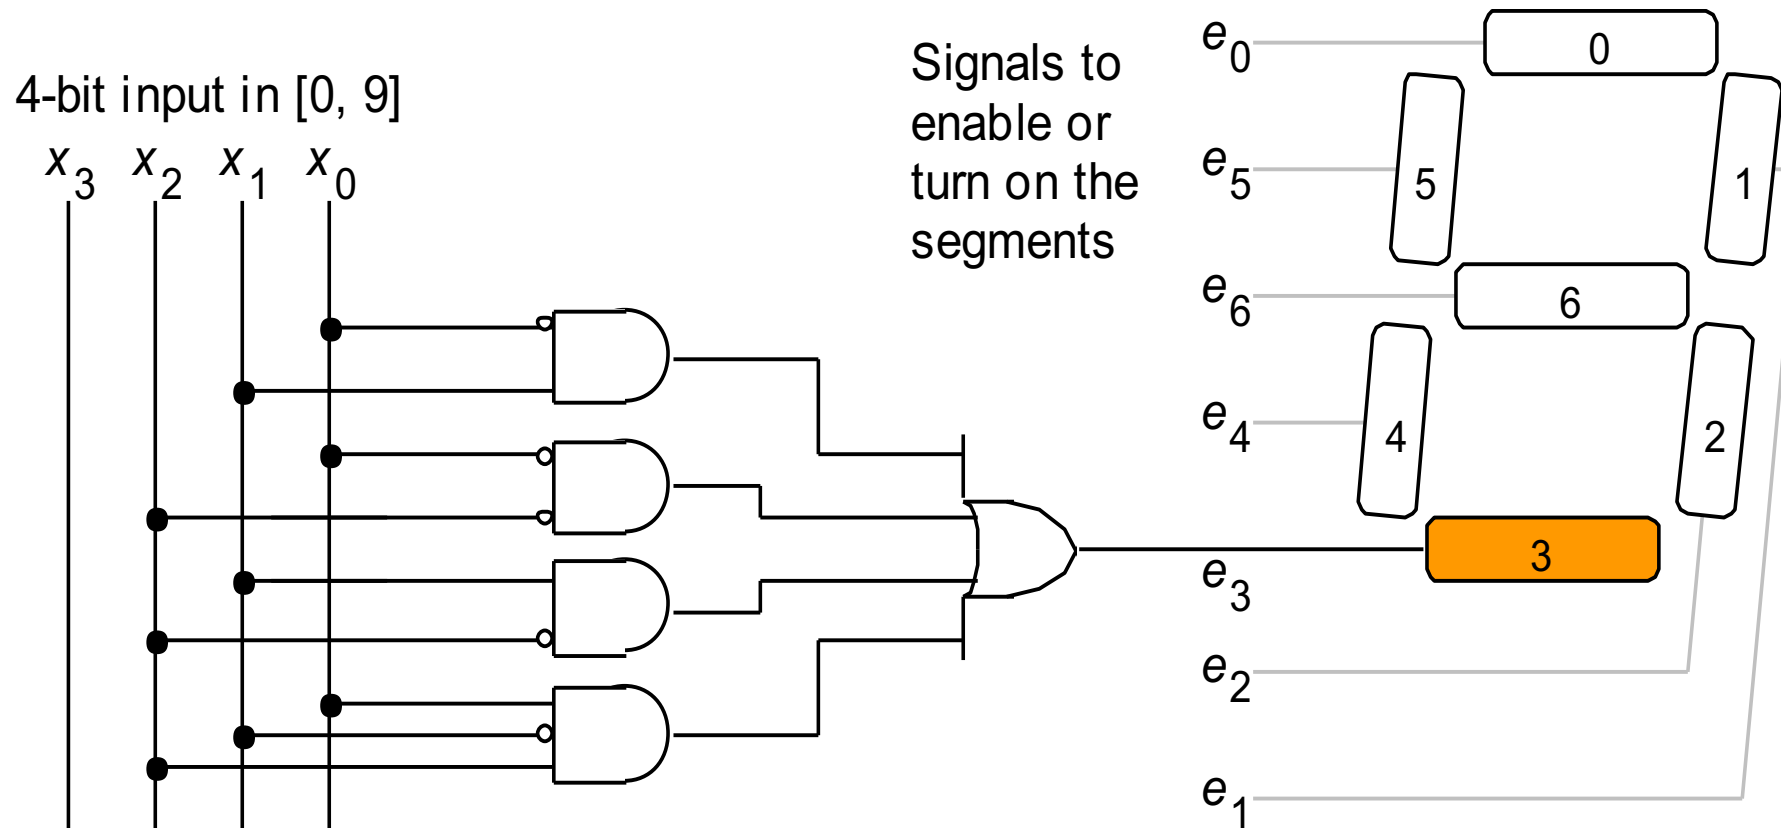 4-bit input in [0, 9]
x3 x2 x1 x0
Signals to
enable or
turn on the
segments
e0
e5
e6
e4
e3
e2
e1
0
5
1
6
4
2
3